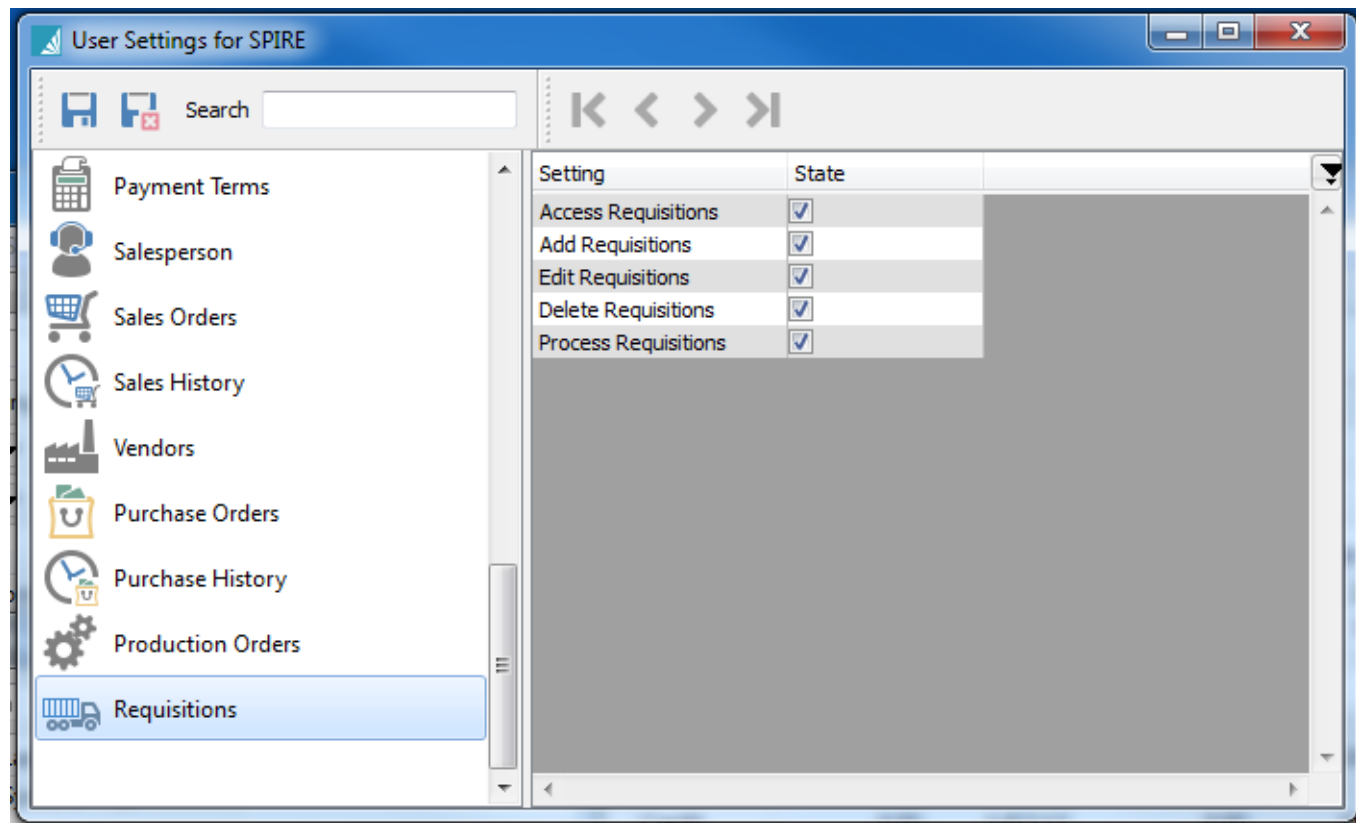 User Settings for SPIRE
Search
Payment Terms
Salesperson
Sales Orders
Sales History
Vendors
Purchase Orders
Purchase History
Production Orders
Requisitions
Setting State
Access Requisitions
Add Requisitions
Edit Requisitions
Delete Requisitions
Process Requisitions